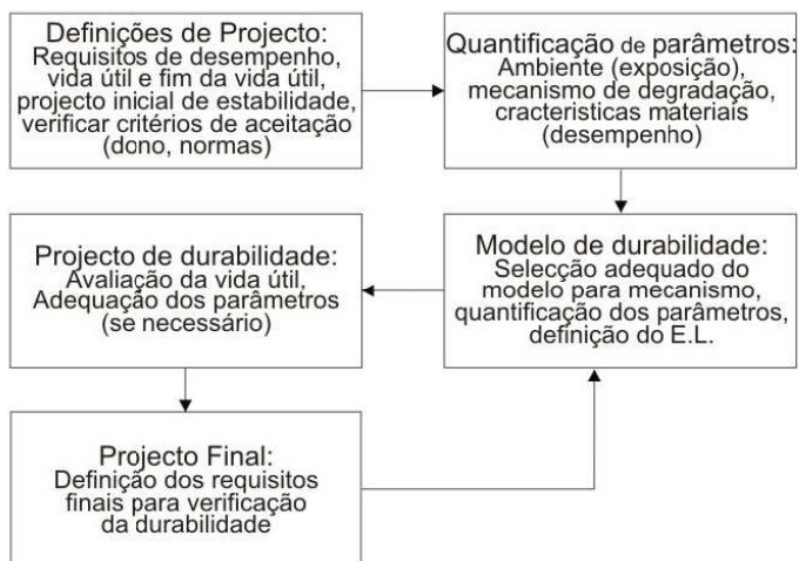 Definições de Projecto:
Requisitos de desempenho,
vida útil e fim da vida útil,
projecto inicial de estabilidade,
verificar critérios de aceitação
(dono, normas)
Quantificação de parâmetros:
Ambiente (exposição),
mecanismo de degradação,
cracteristicas materiais
(desempenho)
Modelo de durabilidade:
Selecção adequado do
modelo para mecanismo,
quantificação dos parâmetros,
definição do E.L.
Projecto de durabilidade:
Avaliação da vida útil,
Adequação dos parâmetros
(se necessário)
Projecto Final:
Definição dos requisitos
finais para verificação
da durabilidade